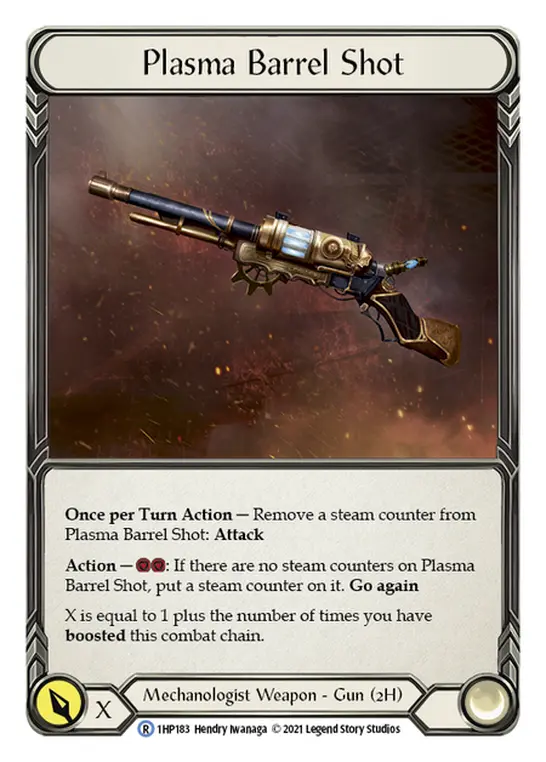 Plasma Barrel Shot
Once per Turn Action — Remove a steam counter from
Plasma Barrel Shot: Attack
Action — : If there are no steam counters on Plasma
Barrel Shot, put a steam counter on it. Go again
X is equal to 1 plus the number of times you have
boosted this combat chain.
X
Mechanologist Weapon - Gun (2H)
R 1HP183 Hendry Iwanaga © 2021 Legend Story Studios